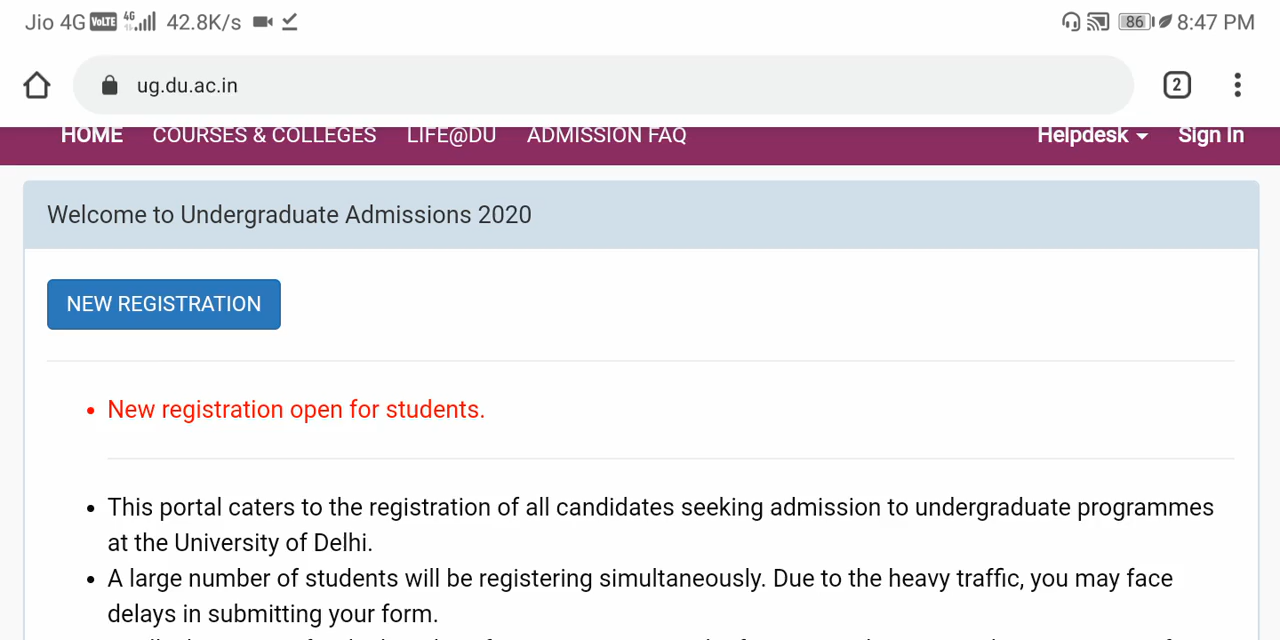 Jio 4G VoLTE 4G 42.8K/s 86 8:47 PM
ug.du.ac.in 2
HOME COURSES & COLLEGES LIFE@DU ADMISSION FAQ Helpdesk Sign In
Welcome to Undergraduate Admissions 2020
NEW REGISTRATION
• New registration open for students.
• This portal caters to the registration of all candidates seeking admission to undergraduate programmes
at the University of Delhi.
• A large number of students will be registering simultaneously. Due to the heavy traffic, you may face
delays in submitting your form.